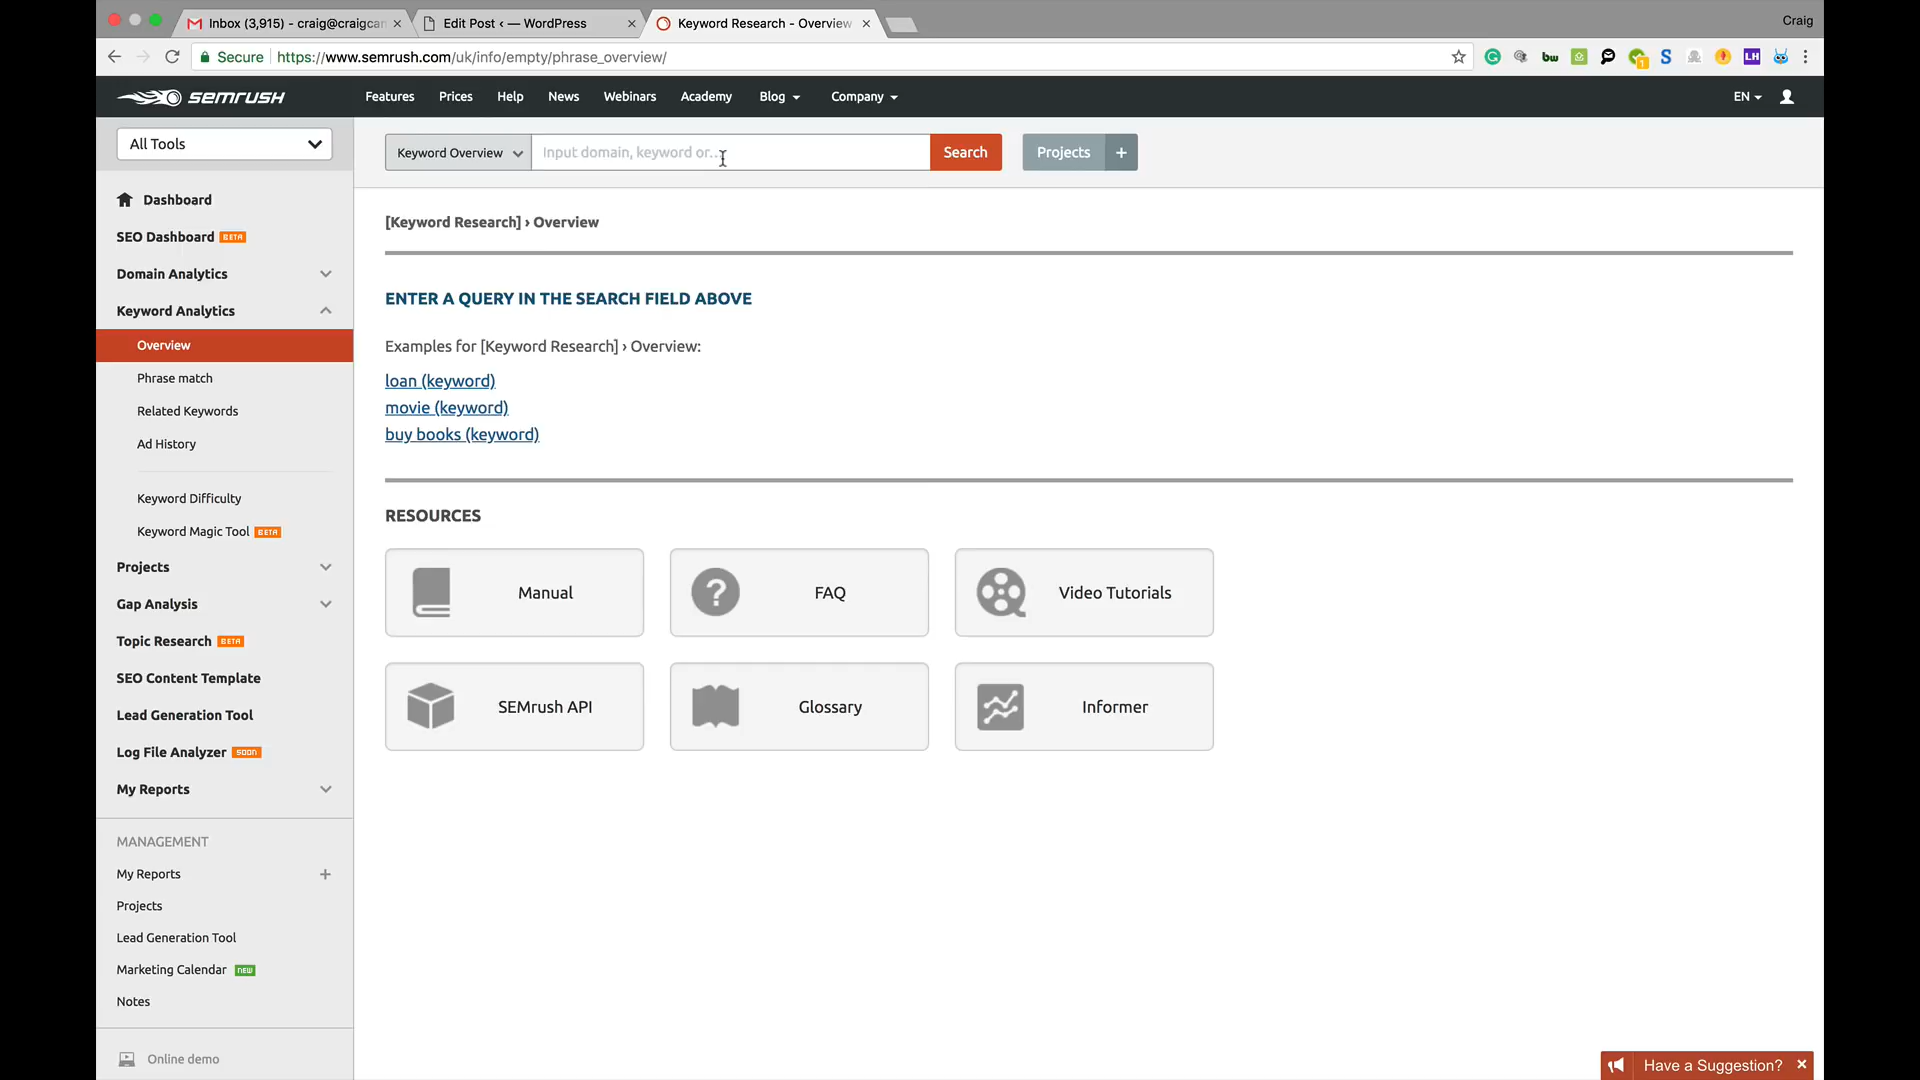 Inbox (3,915) - craig@craigcan
Edit Post ‹ — WordPress
Keyword Research - Overview
Craig
Secure https://www.semrush.com/uk/info/empty/phrase_overview/
bw
1
S
LH
SEMRUSH
Features Prices Help News Webinars Academy Blog Company
EN
All Tools
Keyword Overview
Input domain, keyword or...
Search
Projects +
Dashboard
SEO Dashboard BETA
Domain Analytics
Keyword Analytics
Overview
Phrase match
Related Keywords
Ad History
Keyword Difficulty
Keyword Magic Tool BETA
Projects
Gap Analysis
Topic Research BETA
SEO Content Template
Lead Generation Tool
Log File Analyzer SOON
My Reports
MANAGEMENT
My Reports +
Projects
Lead Generation Tool
Marketing Calendar NEW
Notes
Online demo
[Keyword Research] › Overview
ENTER A QUERY IN THE SEARCH FIELD ABOVE
Examples for [Keyword Research] › Overview:
loan (keyword)
movie (keyword)
buy books (keyword)
RESOURCES
Manual
? FAQ
Video Tutorials
SEMrush API
Glossary
Informer
Have a Suggestion? ×